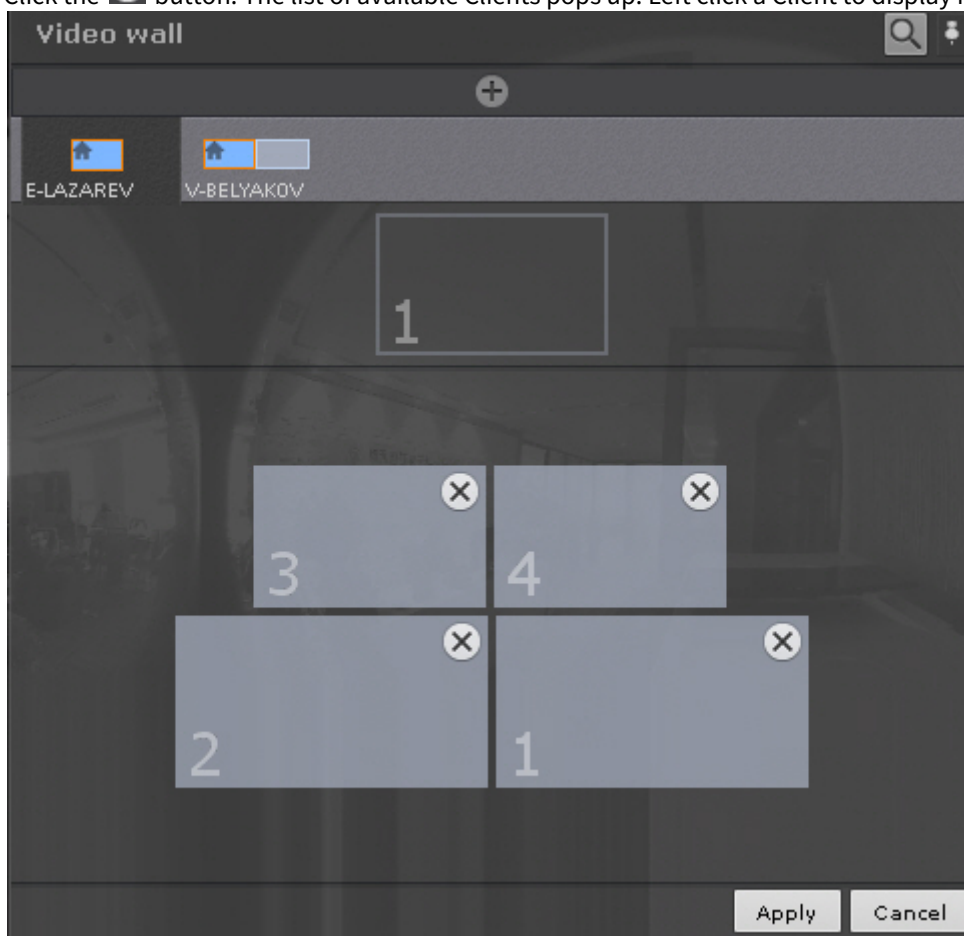 Click the button. The list of available Clients pops up. Left click a Client to display
Video wall
E-LAZAREV V-BELYAKOV
1
3 4
2 1
Apply Cancel